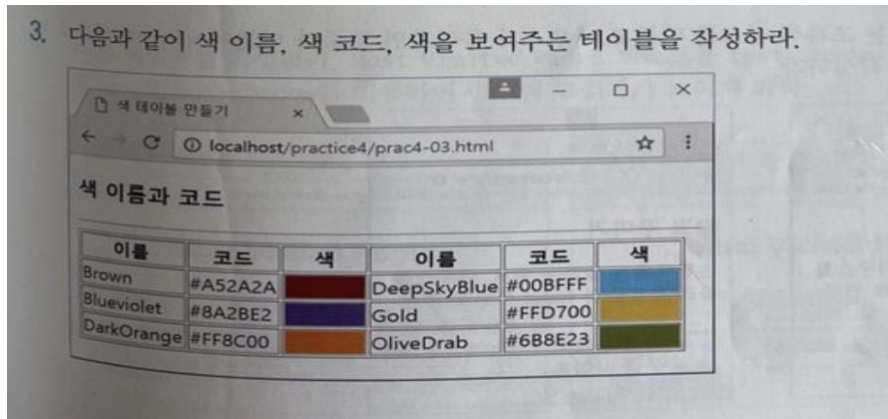 3. 다음과 같이 색 이름, 색 코드, 색을 보여주는 테이블을 작성하라.
색 테이블 만들기
localhost/practice4/prac4-03.html
색 이름과 코드
이름 코드 색 이름 코드 색
Brown #A52A2A DeepSkyBlue #00BFFF
Blueviolet #8A2BE2 Gold #FFD700
DarkOrange #FF8C00 OliveDrab #6B8E23